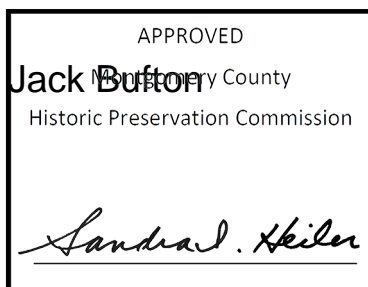 APPROVED
Jack Bufton
Montgomery County
Historic Preservation Commission
Sandra I. Heiler